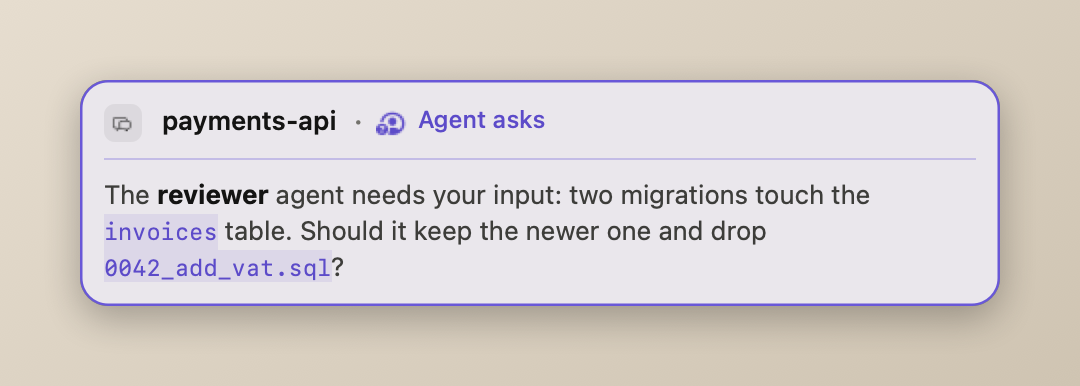 payments-api · Agent asks
The reviewer agent needs your input: two migrations touch the
invoices table. Should it keep the newer one and drop
0042_add_vat.sql?